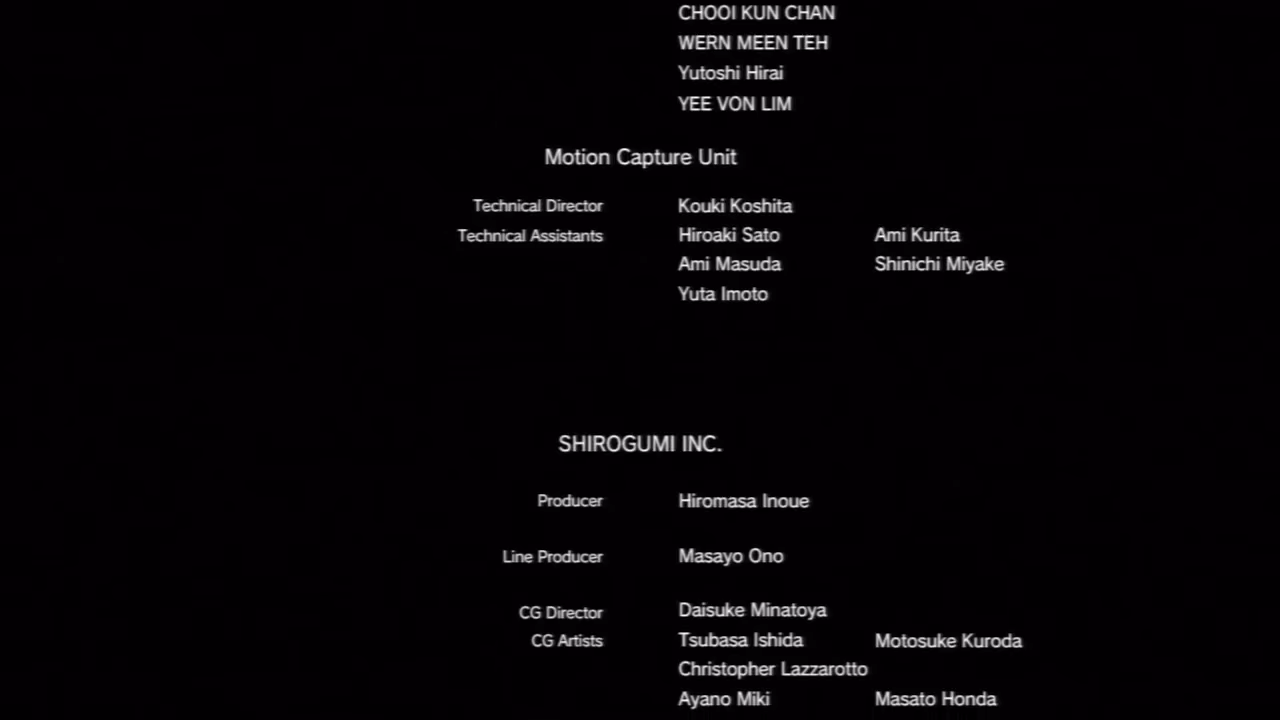 CHOOI KUN CHAN
WERN MEEN TEH
Yutoshi Hirai
YEE VON LIM
Motion Capture Unit
Technical Director Kouki Koshita
Technical Assistants Hiroaki Sato Ami Kurita
Ami Masuda Shinichi Miyake
Yuta Imoto
SHIROGUMI INC.
Producer Hiromasa Inoue
Line Producer Masayo Ono
CG Director Daisuke Minatoya
CG Artists Tsubasa Ishida Motosuke Kuroda
Christopher Lazzarotto
Ayano Miki Masato Honda